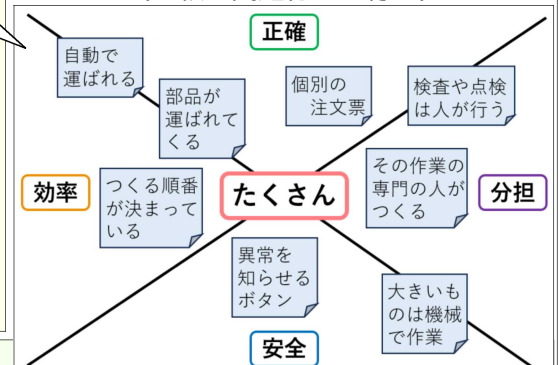 正確
自動で
運ばれる
部品が
運ばれて
くる
個別の
注文票
検査や点検
は人が行う
効率
つくる順番
が決まって
いる
たくさん
その作業の
専門の人が
つくる
分担
異常を
知らせる
ボタン
大きいも
のは機械
で作業
安全